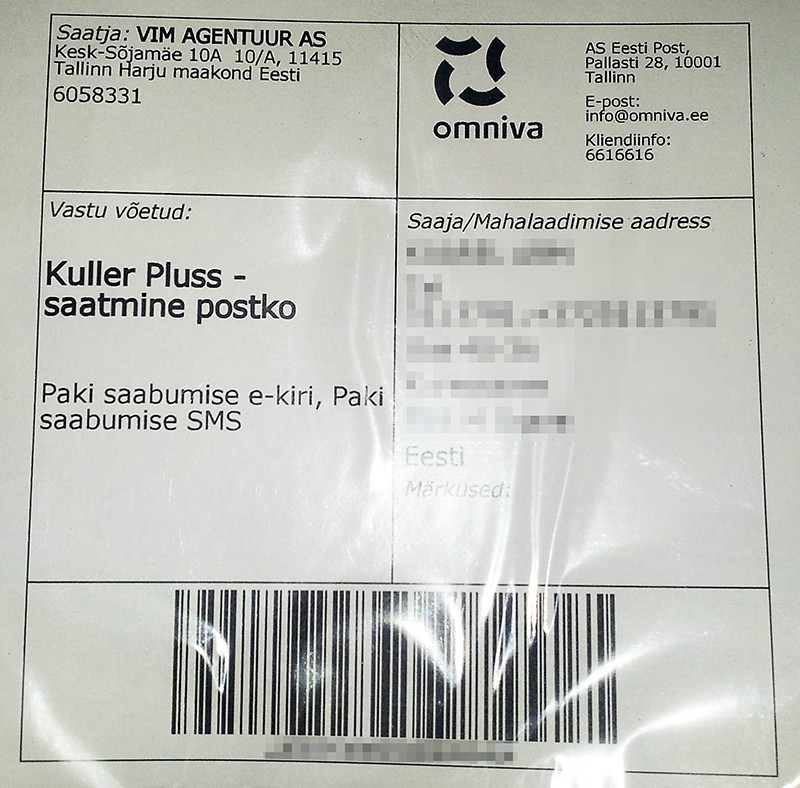 Saatja: VIM AGENTUUR AS
Kesk-Sõjamäe 10A 10/A, 11415
Tallinn Harju maakond Eesti
6058331
omniva
AS Eesti Post,
Pallasti 28, 10001
Tallinn
E-post:
info@omniva.ee
Kliendiinfo:
6616616
Vastu võetud:
Kuller Pluss -
saatmine postko
Paki saabumise e-kiri, Paki
saabumise SMS
Saaja/Mahalaadimise aadress
Eesti
Märkused: